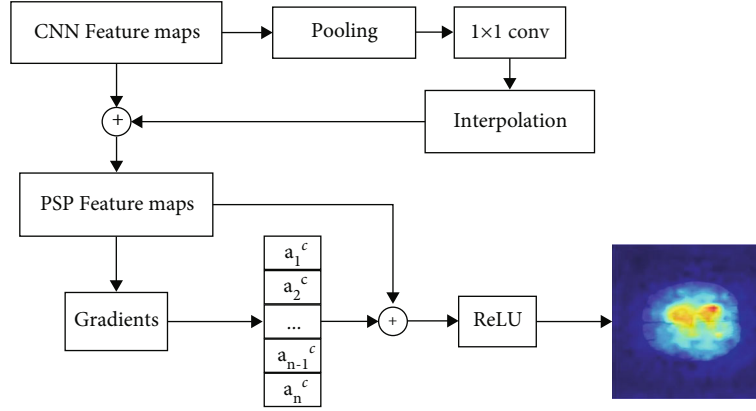 CNN Feature maps
Pooling
1×1 conv
+
Interpolation
PSP Feature maps
Gradients
a₁ᶜ
a₂ᶜ
...
aₙ₋₁ᶜ
aₙᶜ
+
ReLU